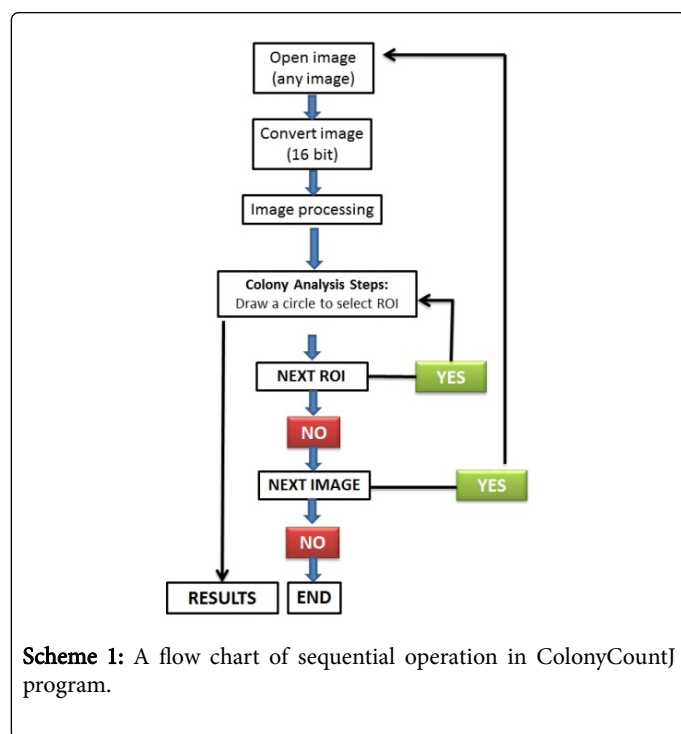 Open image
(any image)
Convert image
(16 bit)
Image processing
Colony Analysis Steps:
Draw a circle to select ROI
NEXT ROI
YES
NO
NEXT IMAGE
YES
NO
RESULTS
END
Scheme 1: A flow chart of sequential operation in ColonyCountJ
program.